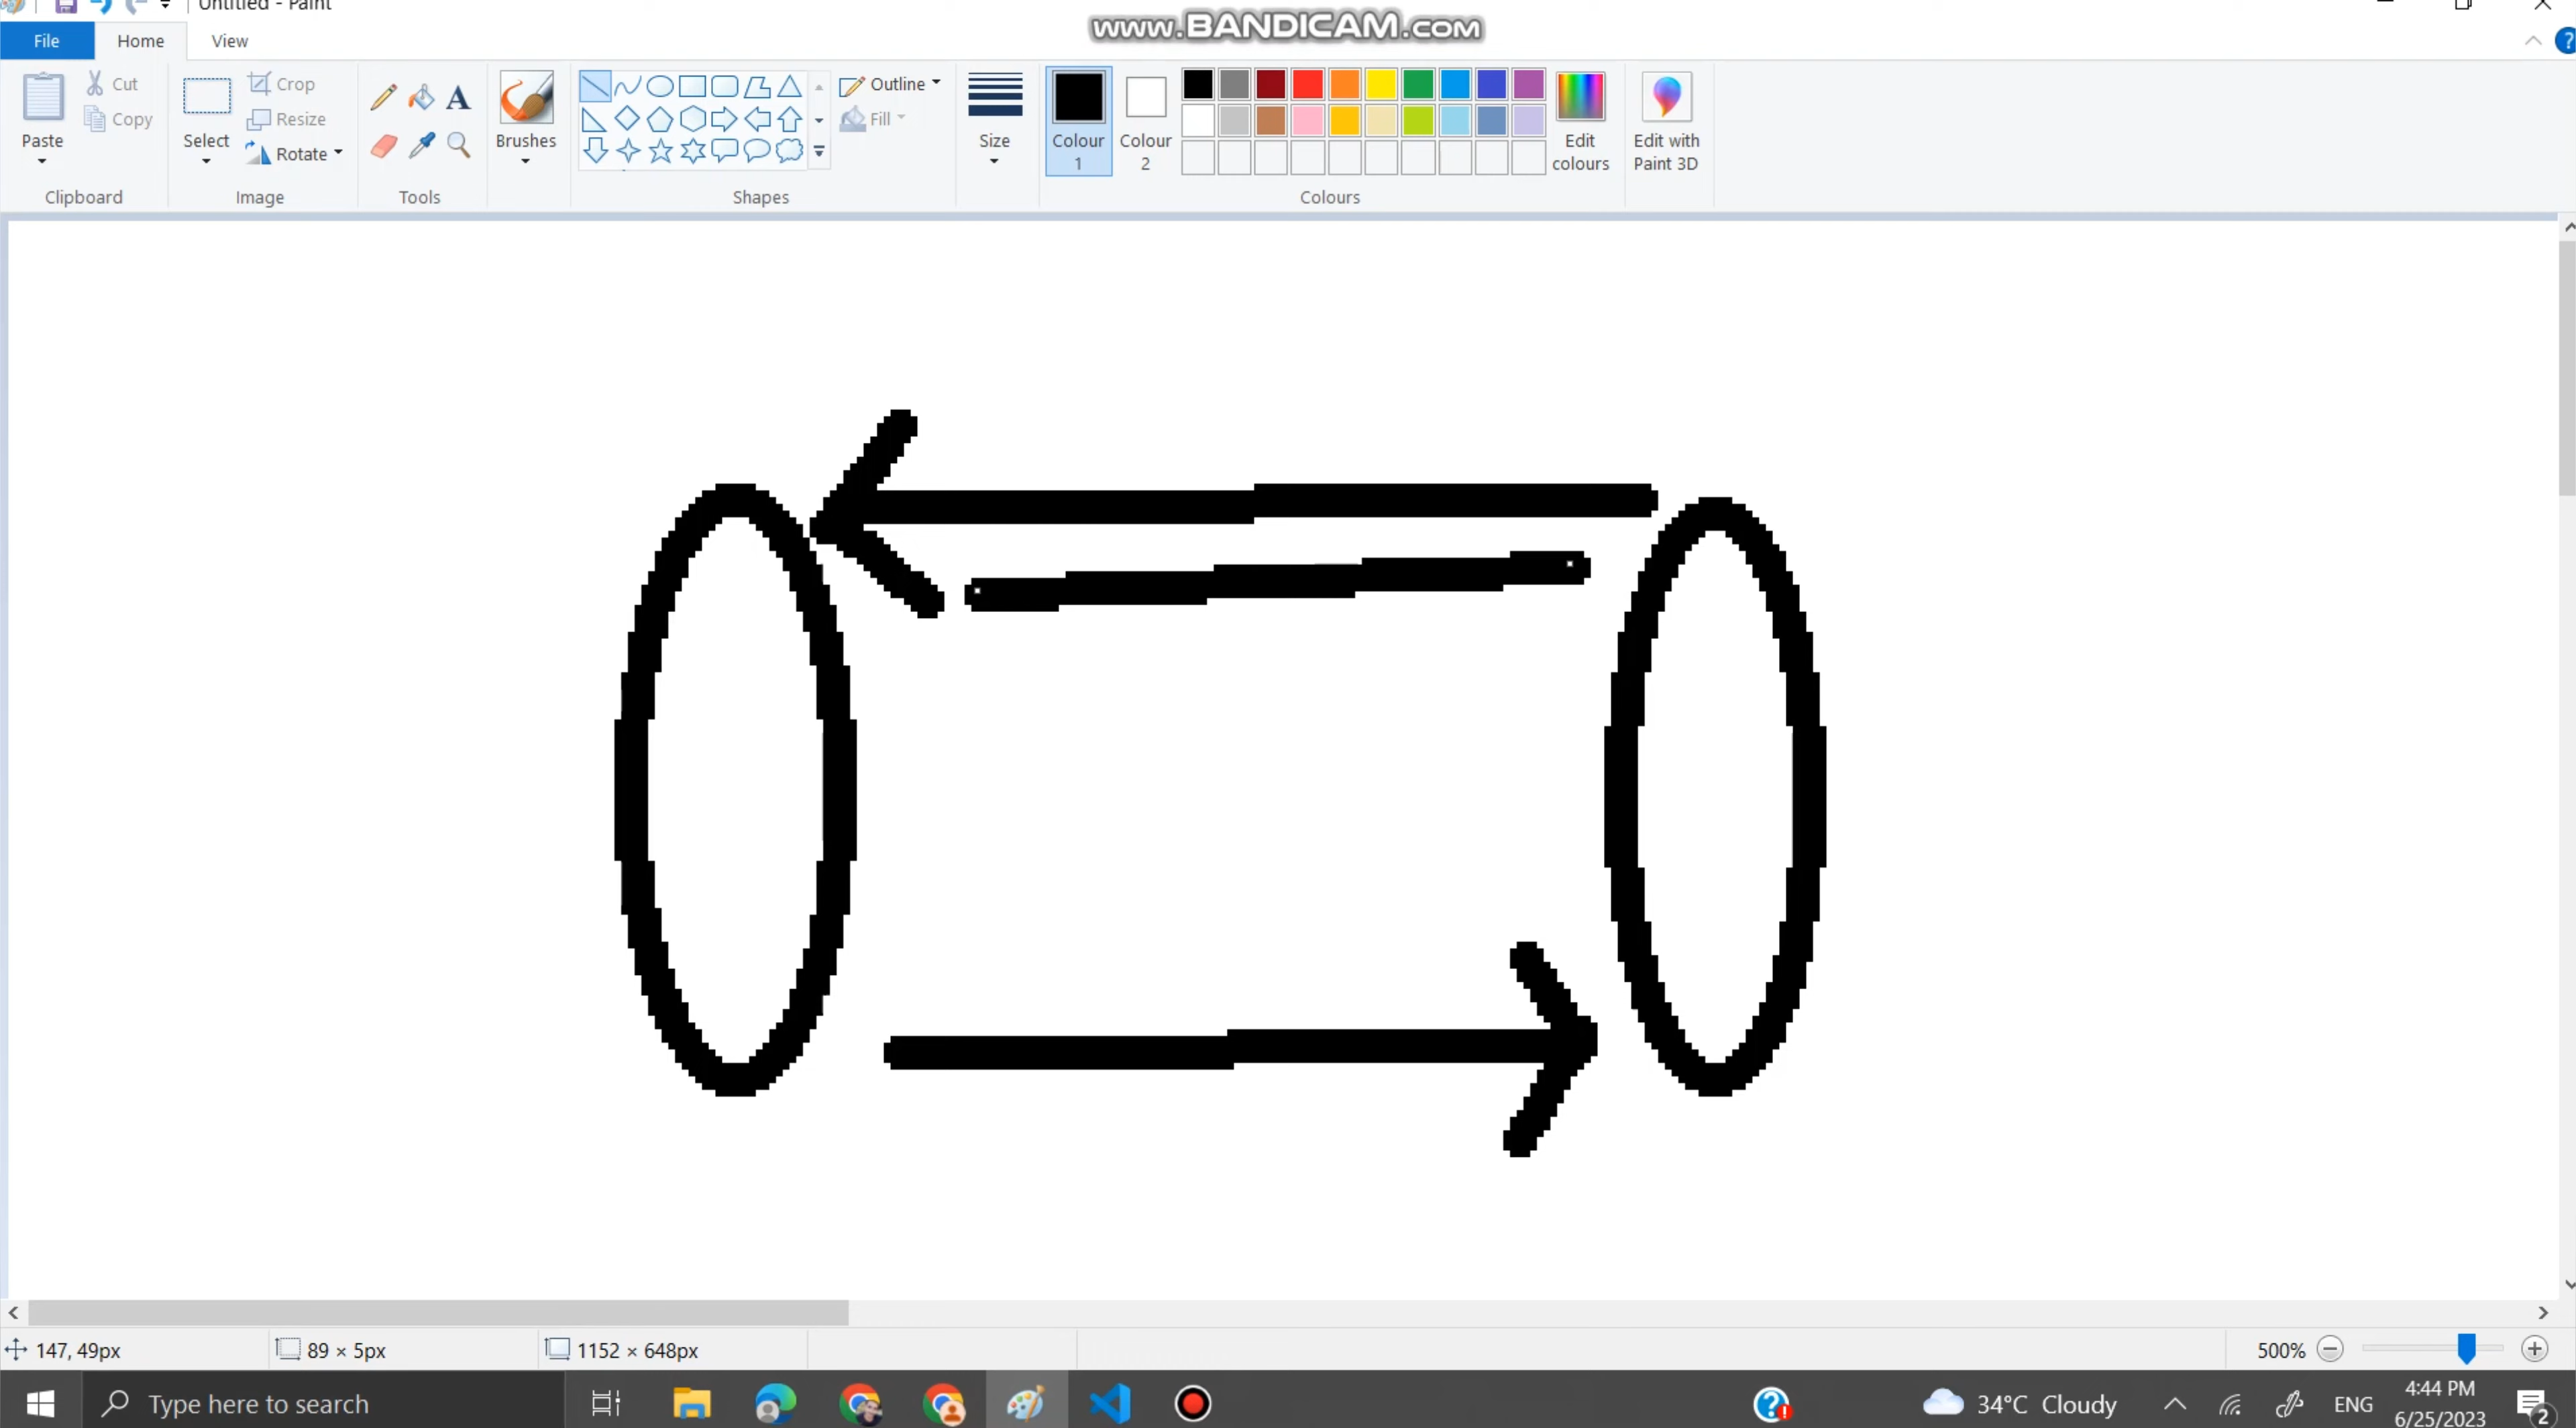 Untitled - Paint
www.BANDICAM.com
File Home View
Paste
Cut
Copy
Clipboard
Select
Crop
Resize
Rotate
Image
A
Tools
Brushes
Shapes
Outline
Fill
Size
Colour 1
Colour 2
Edit colours
Colours
Edit with Paint 3D
147, 49px
89 × 5px
1152 × 648px
500%
Type here to search
34°C Cloudy
ENG
4:44 PM
6/25/2023
2